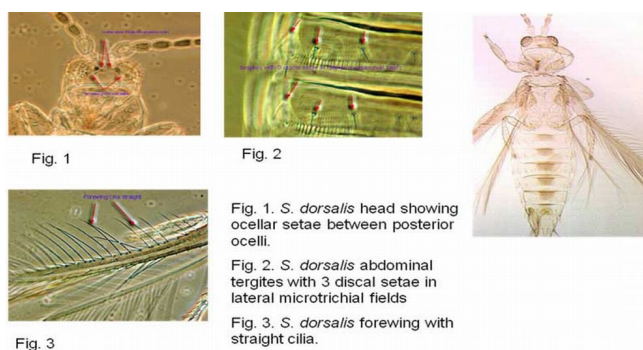 Fig. 1
Fig. 2
Forewing cilia straight
Fig. 3
Fig. 1. S. dorsalis head showing
ocellar setae between posterior
ocelli.
Fig. 2. S. dorsalis abdominal
tergites with 3 discal setae in
lateral microtrichial fields
Fig. 3. S. dorsalis forewing with
straight cilia.